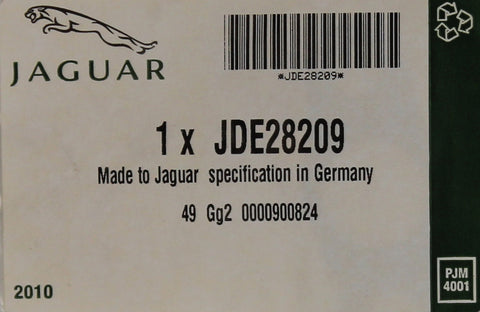 JAGUAR
*JDE28209*
1 x JDE28209
Made to Jaguar specification in Germany
49 Gg2 0000900824
2010
PJM
4001